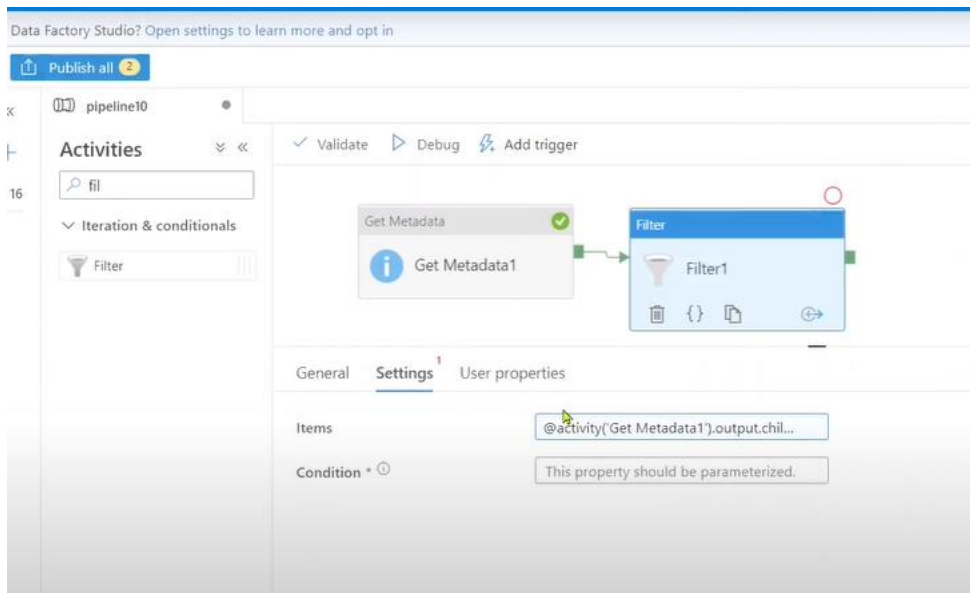 Data Factory Studio? Open settings to learn more and opt in
Publish all 2
pipeline10
Activities
fil
16
Iteration & conditionals
Filter
Validate Debug Add trigger
Get Metadata
Get Metadata1
Filter
Filter1
{}
General Settings 1 User properties
Items @activity('Get Metadata1').output.chil...
Condition * This property should be parameterized.